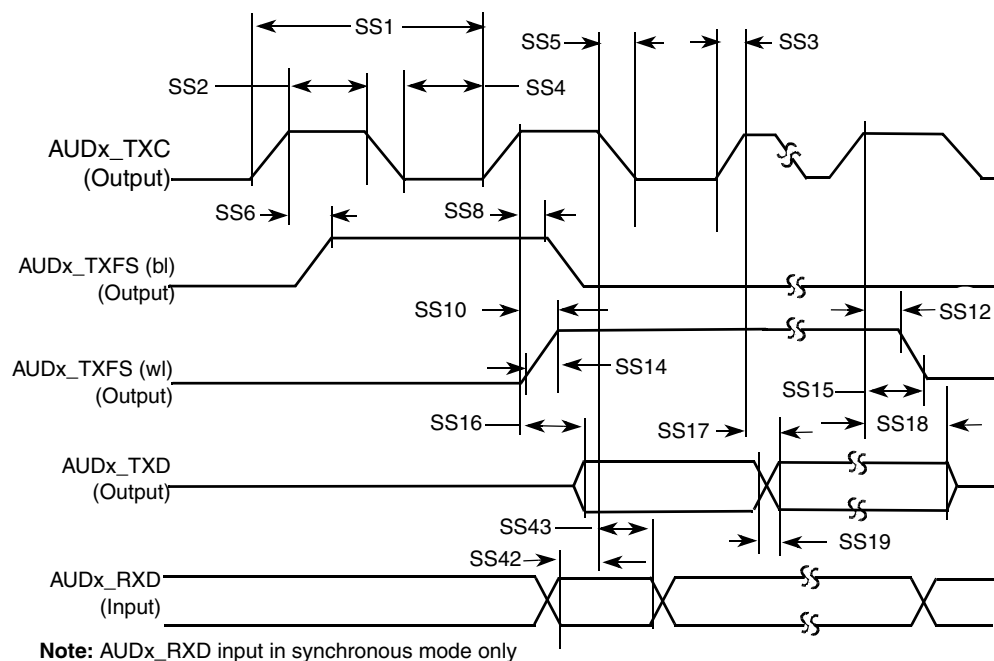 SS1
SS5
SS3
SS2
SS4
AUDx_TXC
(Output)
SS6
SS8
AUDx_TXFS (bl)
(Output)
SS10
SS12
AUDx_TXFS (wl)
(Output)
SS14
SS15
SS16
SS17
SS18
AUDx_TXD
(Output)
SS43
SS19
SS42
AUDx_RXD
(Input)
Note: AUDx_RXD input in synchronous mode only